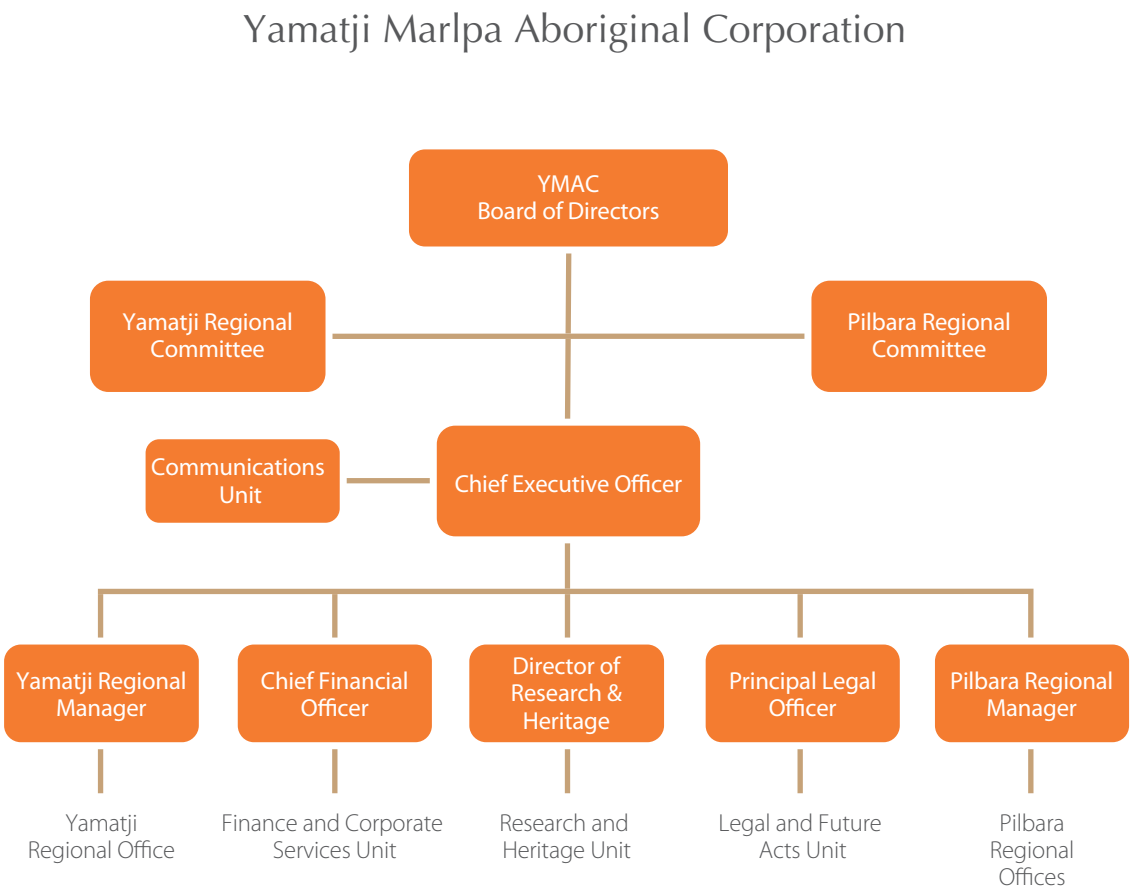 Yamatji Marlpa Aboriginal Corporation
YMAC
Board of Directors
Yamatji Regional
Committee
Pilbara Regional
Committee
Communications
Unit
Chief Executive Officer
Yamatji Regional
Manager
Chief Financial
Officer
Director of
Research &
Heritage
Principal Legal
Officer
Pilbara Regional
Manager
Yamatji
Regional Office
Finance and Corporate
Services Unit
Research and
Heritage Unit
Legal and Future
Acts Unit
Pilbara
Regional
Offices